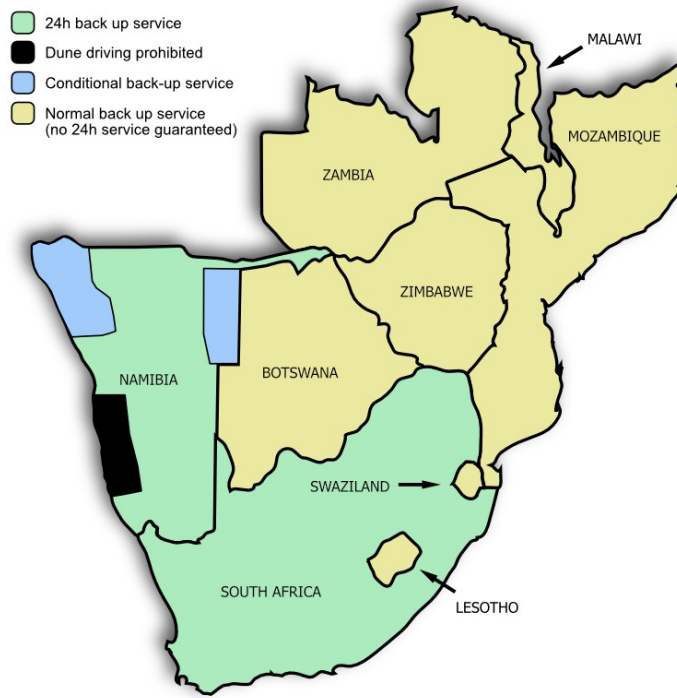 24h back up service
Dune driving prohibited
Conditional back-up service
Normal back up service
(no 24h service guaranteed)
MALAWI
MOZAMBIQUE
ZAMBIA
ZIMBABWE
NAMIBIA
BOTSWANA
SWAZILAND
SOUTH AFRICA
LESOTHO